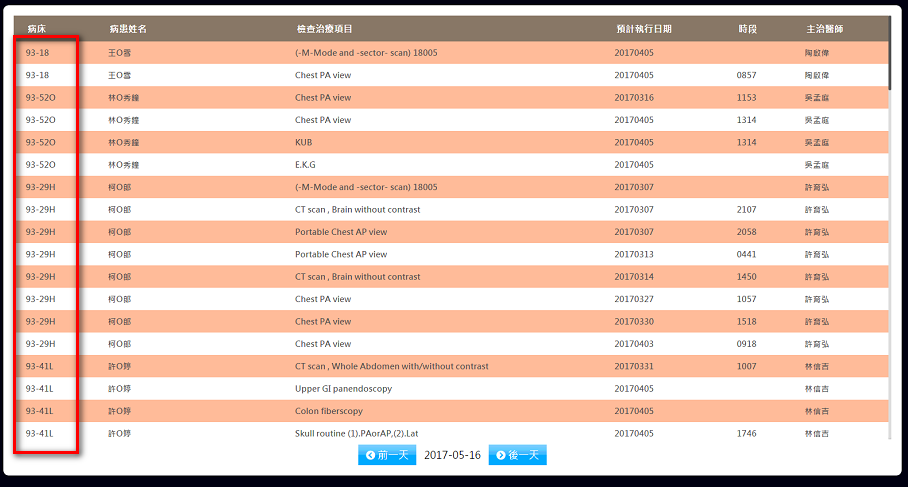 病床 病患姓名 檢查治療項目 預計執行日期 時段 主治醫師
93-18 王O雪 (-M-Mode and -sector- scan) 18005 20170405 陶啟偉
93-18 王O雪 Chest PA view 20170405 0857 陶啟偉
93-52O 林O秀鐘 Chest PA view 20170316 1153 吳孟庭
93-52O 林O秀鐘 Chest PA view 20170405 1314 吳孟庭
93-52O 林O秀鐘 KUB 20170405 1314 吳孟庭
93-52O 林O秀鐘 E.K.G 20170405 吳孟庭
93-29H 柯O郎 (-M-Mode and -sector- scan) 18005 20170307 許育弘
93-29H 柯O郎 CT scan , Brain without contrast 20170307 2107 許育弘
93-29H 柯O郎 Portable Chest AP view 20170307 2058 許育弘
93-29H 柯O郎 Portable Chest AP view 20170313 0441 許育弘
93-29H 柯O郎 CT scan , Brain without contrast 20170314 1450 許育弘
93-29H 柯O郎 Chest PA view 20170327 1057 許育弘
93-29H 柯O郎 Chest PA view 20170330 1518 許育弘
93-29H 柯O郎 Chest PA view 20170403 0918 許育弘
93-41L 許O婷 CT scan , Whole Abdomen with/without contrast 20170331 1007 林信吉
93-41L 許O婷 Upper GI panendoscopy 20170405 林信吉
93-41L 許O婷 Colon fiberscopy 20170405 林信吉
93-41L 許O婷 Skull routine (1).PAorAP,(2).Lat 20170405 1746 林信吉
前一天 2017-05-16 後一天